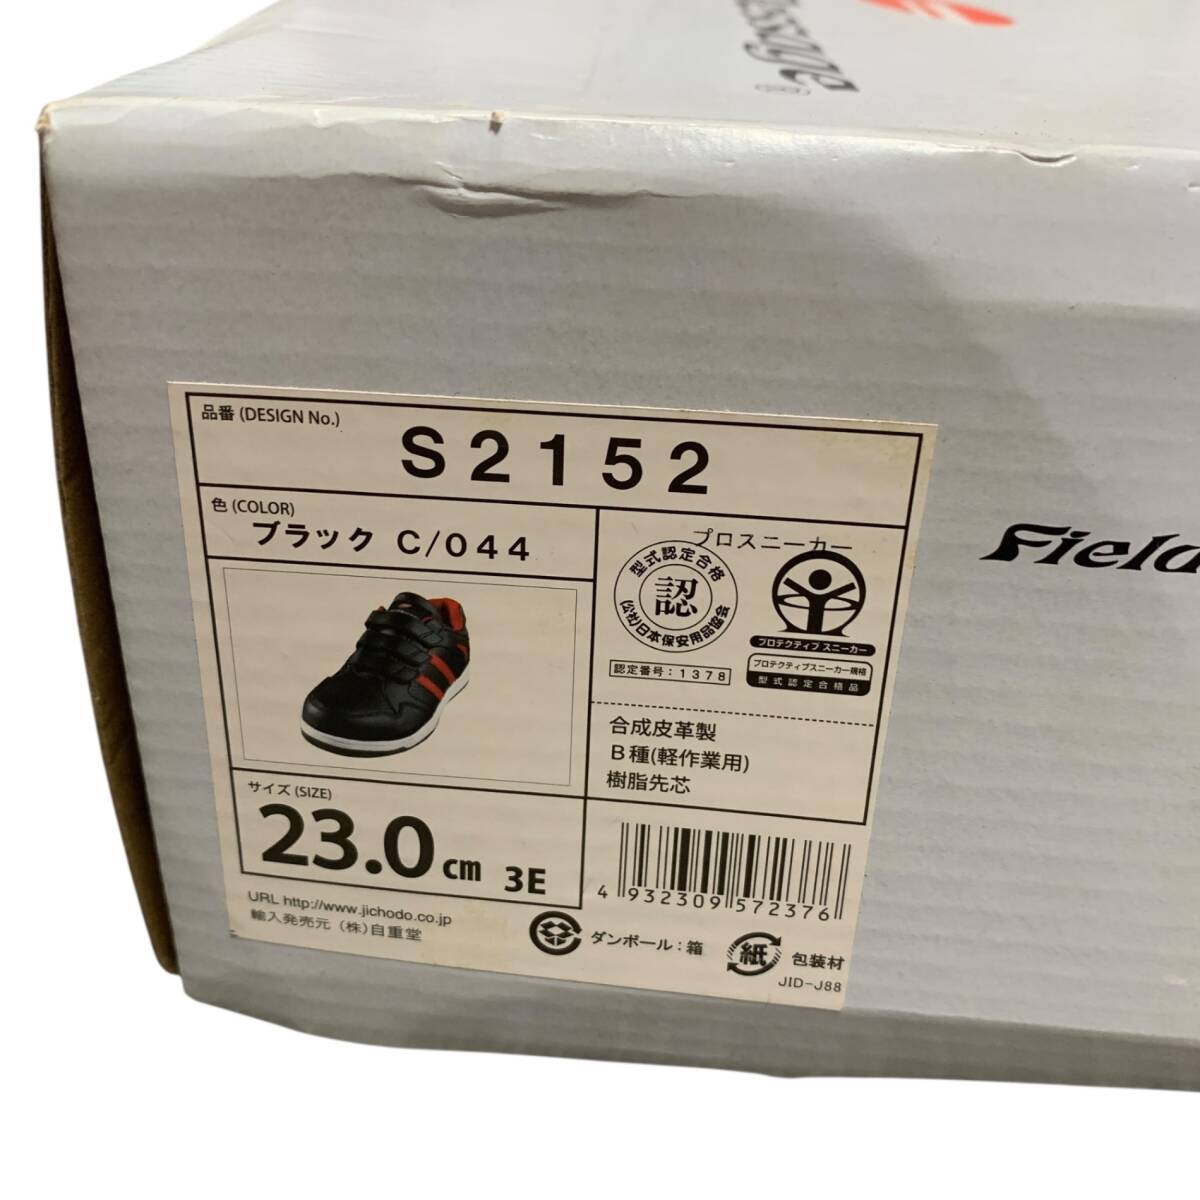 品番 (DESIGN No.)
S2152
色 (COLOR)
ブラック C/044
プロスニーカー
型式認定合格
認
(公社)日本保安用品協会
認定番号:1378
プロテクティブ スニーカー
プロテクティブスニーカー規格
型式認定合格品
合成皮革製
B種(軽作業用)
樹脂先芯
サイズ (SIZE)
23.0 cm 3E
4 932309 572376
URL http://www.jichodo.co.jp
輸入発売元 (株)自重堂
ダンボール:箱
紙
包装材
JID-J88